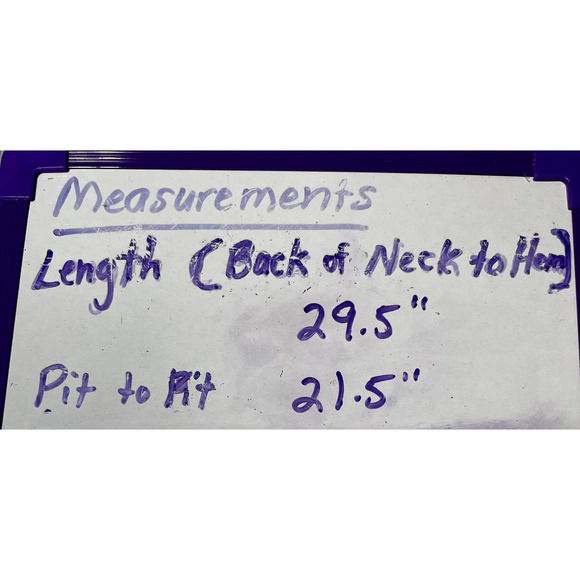 Measurements
Length (Back of Neck to Hem)
29.5"
Pit to Pit 21.5"